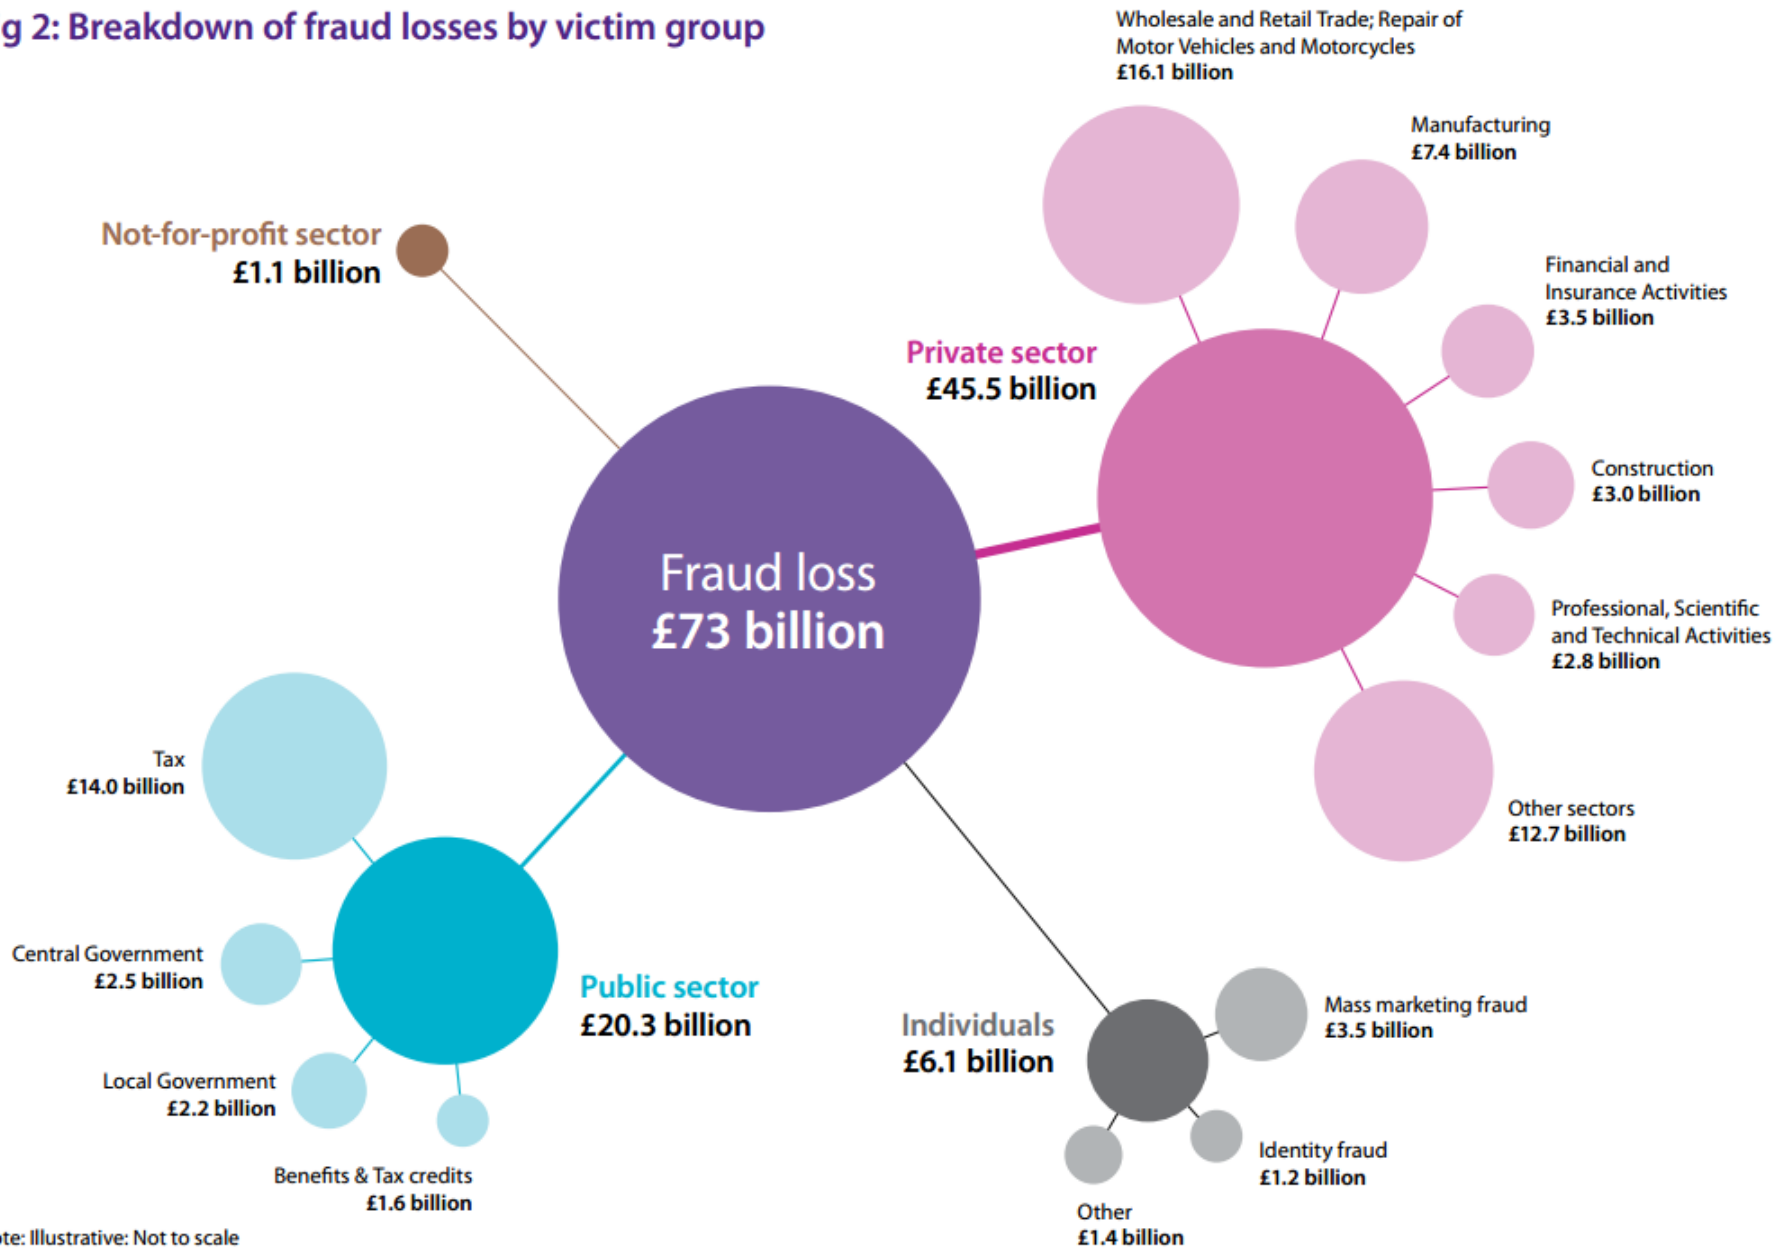 g 2: Breakdown of fraud losses by victim group
Wholesale and Retail Trade; Repair of
Motor Vehicles and Motorcycles
£16.1 billion
Manufacturing
£7.4 billion
Not-for-profit sector
£1.1 billion
Financial and
Insurance Activities
£3.5 billion
Private sector
£45.5 billion
Construction
£3.0 billion
Fraud loss
£73 billion
Professional, Scientific
and Technical Activities
£2.8 billion
Tax
£14.0 billion
Other sectors
£12.7 billion
Central Government
£2.5 billion
Public sector
£20.3 billion
Individuals
£6.1 billion
Mass marketing fraud
£3.5 billion
Local Government
£2.2 billion
Benefits & Tax credits
£1.6 billion
Identity fraud
£1.2 billion
Other
£1.4 billion
ote: Illustrative: Not to scale